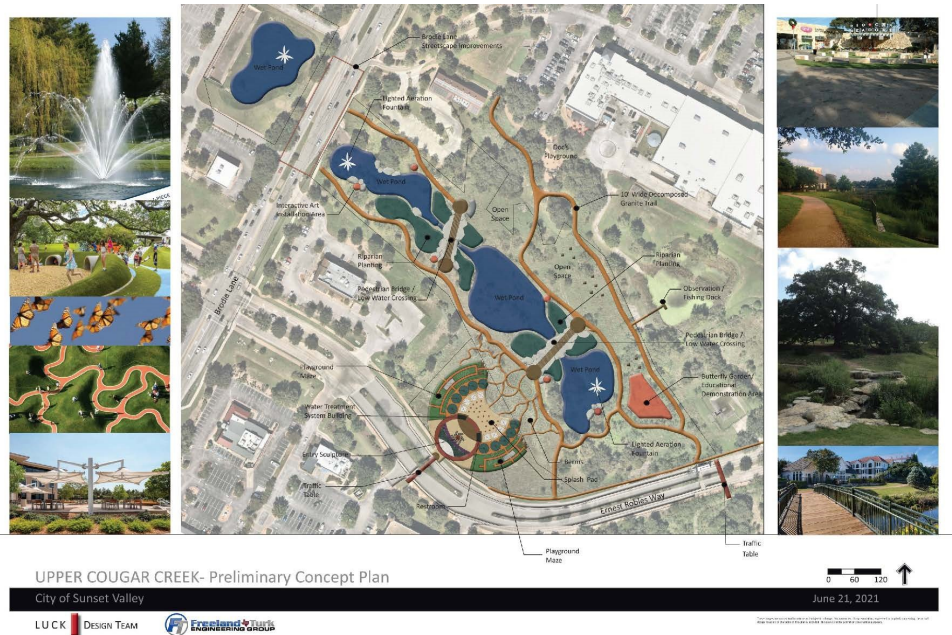 Brodie Lane
Streetscape Improvements
Wet Pond
Lighted Aeration
Fountain
Wet Pond
Dog's
Playground
10' Wide Decomposed
Granite Trail
Interactive Art
Installation Area
Open
Space
Riparian
Planting
Open
Space
Riparian
Planting
Pedestrian Bridge /
Low Water Crossings
Wet Pond
Observation /
Fishing Dock
Brodie Lane
Pedestrian Bridge /
Low Water Crossing
Playground
Maze
Wet Pond
Butterfly Garden/
Educational
Demonstration Area
Water Treatment
System Building
Entry Sculpture
Lighted Aeration
Fountain
Berms
Traffic
Table
Splash Pad
Restroom
Ernest Robles Way
Playground
Maze
Traffic
Table
UPPER COUGAR CREEK- Preliminary Concept Plan
0 60 120
City of Sunset Valley
June 21, 2021
LUCK DESIGN TEAM
Freeland Turk
ENGINEERING GROUP